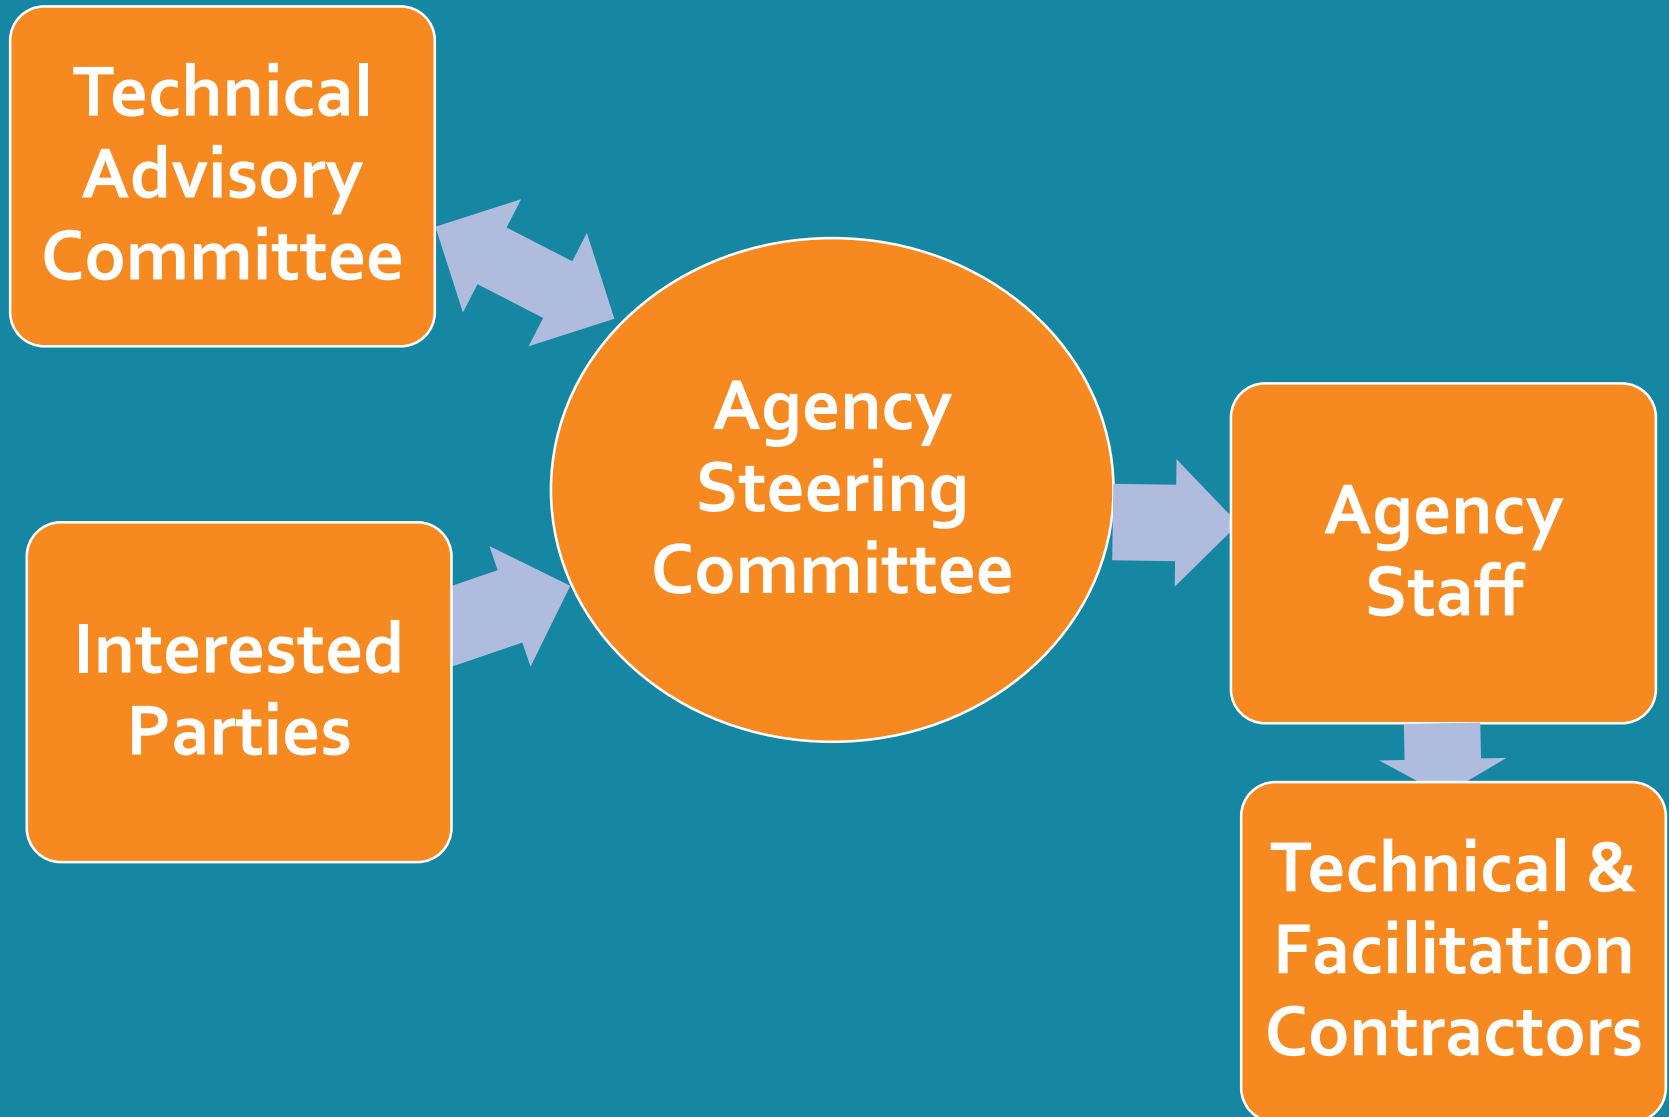 Technical
Advisory
Committee
Agency
Steering
Committee
Interested
Parties
Agency
Staff
Technical &
Facilitation
Contractors